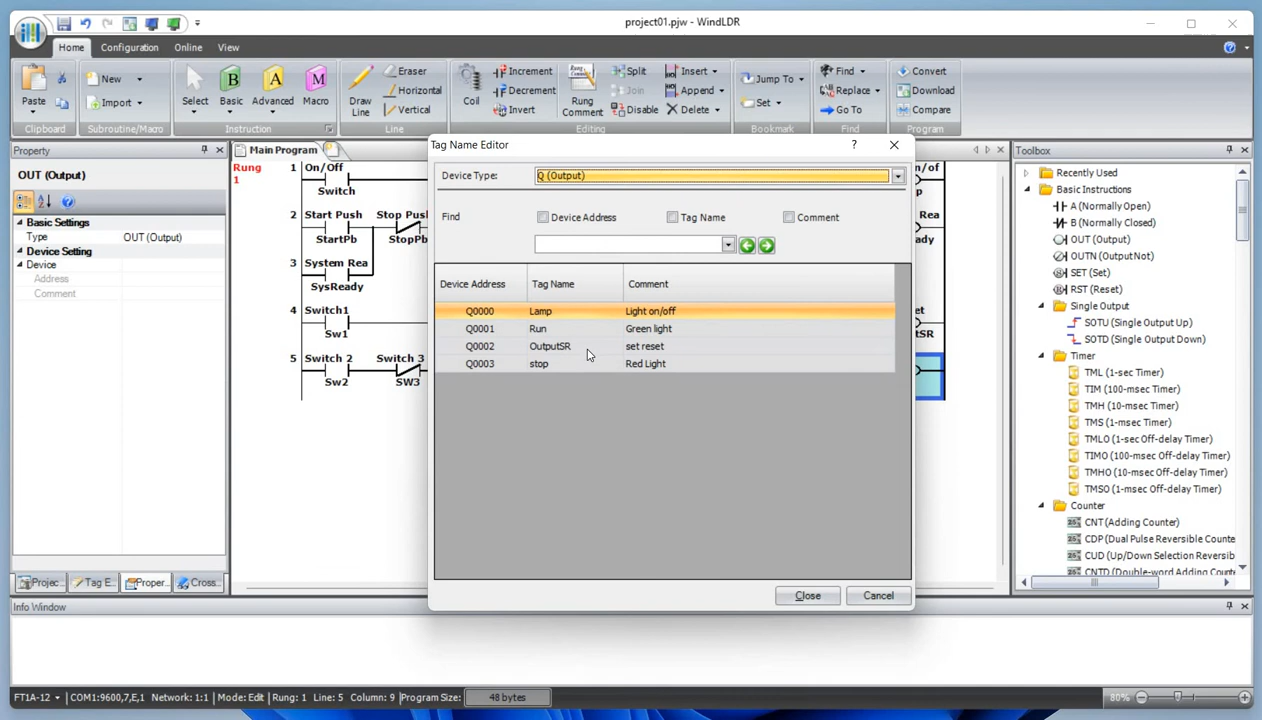 project01.pjw - WindLDR
Home Configuration Online View
Paste
New
Import
Select
Basic
Advanced
Macro
Draw
Line
Eraser
Horizontal
Vertical
Coil
Increment
Decrement
Invert
Rung
Comment
Split
Join
Disable
Insert
Append
Delete
Jump To
Set
Find
Replace
Go To
Convert
Download
Compare
Clipboard Subroutine/Macro Instruction Line Editing Bookmark Find Program
Property
OUT (Output)
Basic Settings
Type OUT (Output)
Device Setting
Device
Address
Comment
Projec... Tag E... Proper... Cross...
Main Program
Rung
1
1 On/Off
Switch
2 Start Push Stop Push
StartPb StopPb
3 System Rea
SysReady
4 Switch1
Sw1
5 Switch 2 Switch 3
Sw2 SW3
Tag Name Editor
Device Type: Q (Output)
Find Device Address Tag Name Comment
Device Address Tag Name Comment
Q0000 Lamp Light on/off
Q0001 Run Green light
Q0002 OutputSR set reset
Q0003 stop Red Light
Close Cancel
Toolbox
Recently Used
Basic Instructions
A (Normally Open)
B (Normally Closed)
OUT (Output)
OUTN (OutputNot)
SET (Set)
RST (Reset)
Single Output
SOTU (Single Output Up)
SOTD (Single Output Down)
Timer
TML (1-sec Timer)
TIM (100-msec Timer)
TMH (10-msec Timer)
TMS (1-msec Timer)
TMLO (1-sec Off-delay Timer)
TIMO (100-msec Off-delay Timer)
TMHO (10-msec Off-delay Timer)
TMSO (1-msec Off-delay Timer)
Counter
CNT (Adding Counter)
CDP (Dual Pulse Reversible
CUD (Up/Down Selection Reversib
CNTD (Double-word Adding Counte
Info Window
FT1A-12 COM1:9600,7,E,1 Network: 1:1 Mode: Edit Rung: 1 Line: 5 Column: 9 Program Size: 48 bytes 80%